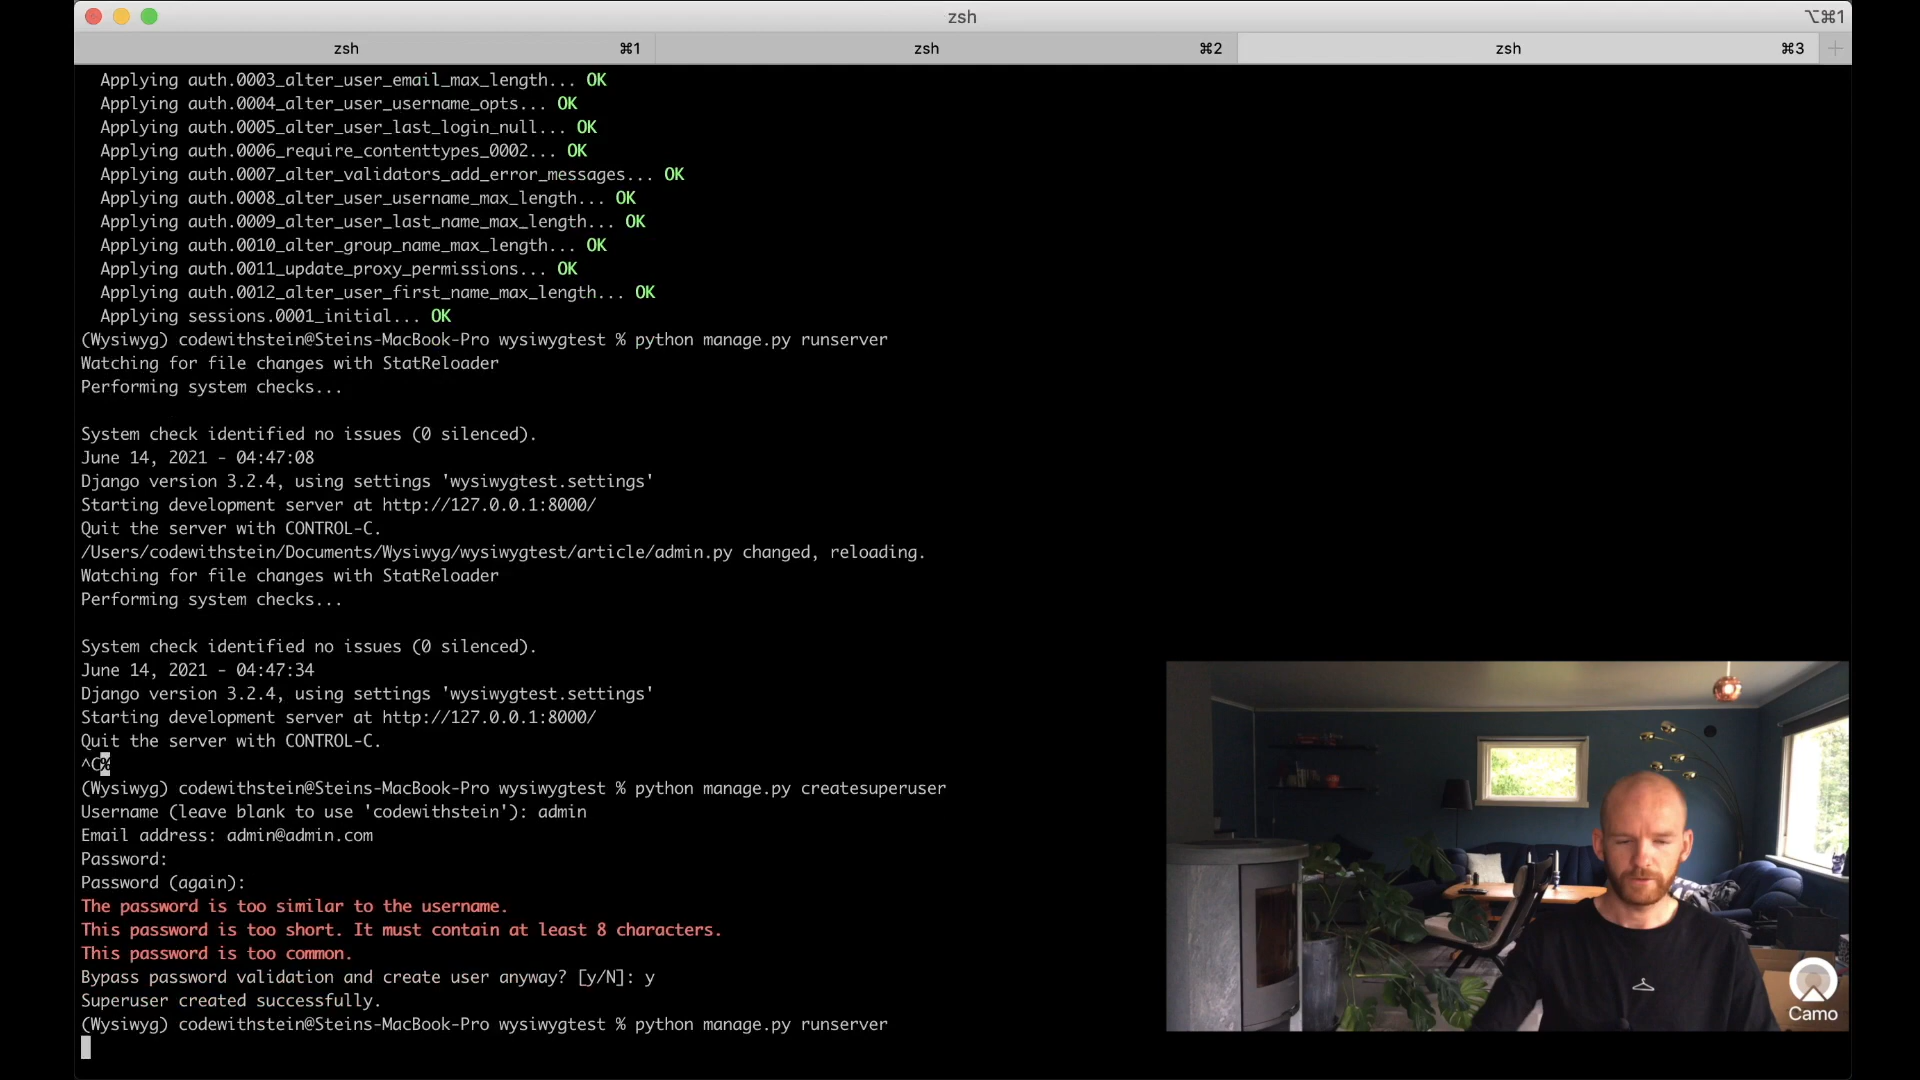 zsh
⌥⌘1
zsh ⌘1 zsh ⌘2 zsh ⌘3 +
Applying auth.0003_alter_user_email_max_length... OK
Applying auth.0004_alter_user_username_opts... OK
Applying auth.0005_alter_user_last_login_null... OK
Applying auth.0006_require_contenttypes_0002... OK
Applying auth.0007_alter_validators_add_error_messages... OK
Applying auth.0008_alter_user_username_max_length... OK
Applying auth.0009_alter_user_last_name_max_length... OK
Applying auth.0010_alter_group_name_max_length... OK
Applying auth.0011_update_proxy_permissions... OK
Applying auth.0012_alter_user_first_name_max_length... OK
Applying sessions.0001_initial... OK
(Wysiwyg) codewithstein@Steins-MacBook-Pro wysiwygtest % python manage.py runserver
Watching for file changes with StatReloader
Performing system checks...
System check identified no issues (0 silenced).
June 14, 2021 - 04:47:08
Django version 3.2.4, using settings 'wysiwygtest.settings'
Starting development server at http://127.0.0.1:8000/
Quit the server with CONTROL-C.
/Users/codewithstein/Documents/Wysiwyg/wysiwygtest/article/admin.py changed, reloading.
Watching for file changes with StatReloader
Performing system checks...
System check identified no issues (0 silenced).
June 14, 2021 - 04:47:34
Django version 3.2.4, using settings 'wysiwygtest.settings'
Starting development server at http://127.0.0.1:8000/
Quit the server with CONTROL-C.
^C%
(Wysiwyg) codewithstein@Steins-MacBook-Pro wysiwygtest % python manage.py createsuperuser
Username (leave blank to use 'codewithstein'): admin
Email address: admin@admin.com
Password:
Password (again):
The password is too similar to the username.
This password is too short. It must contain at least 8 characters.
This password is too common.
Bypass password validation and create user anyway? [y/N]: y
Superuser created successfully.
(Wysiwyg) codewithstein@Steins-MacBook-Pro wysiwygtest % python manage.py runserver
Camo